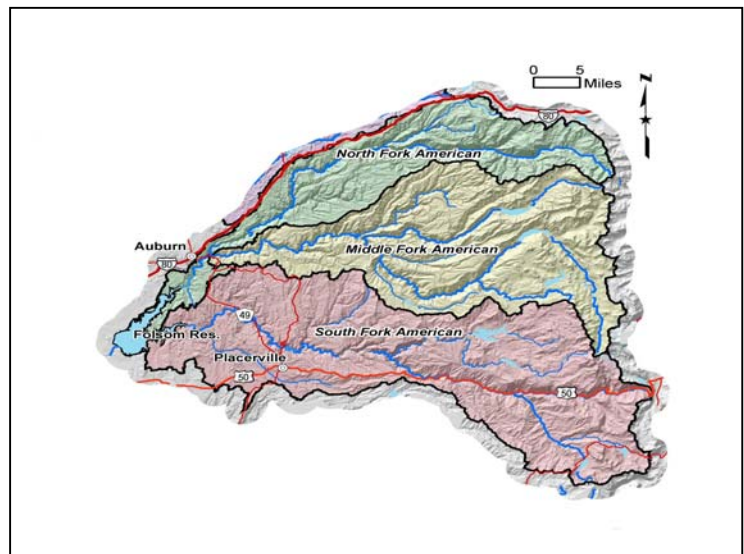 0 5
Miles
N
80
North Fork American
Auburn
Middle Fork American
80
49
South Fork American
Folsom Res.
Placerville
50
50